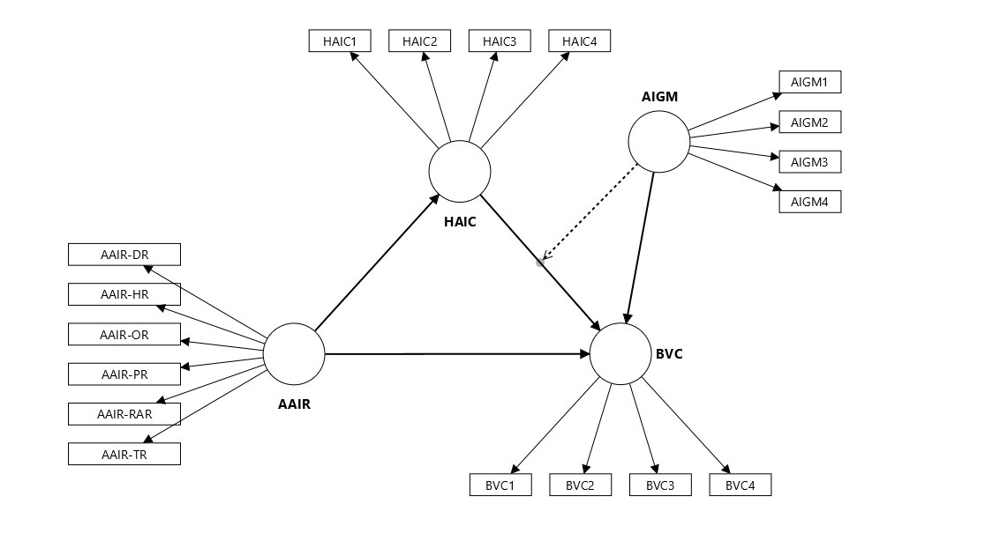 HAIC1
HAIC2
HAIC3
HAIC4
AIGM
AIGM1
AIGM2
AIGM3
AIGM4
HAIC
AAIR-DR
AAIR-HR
AAIR-OR
AAIR-PR
AAIR-RAR
AAIR-TR
AAIR
BVC
BVC1
BVC2
BVC3
BVC4